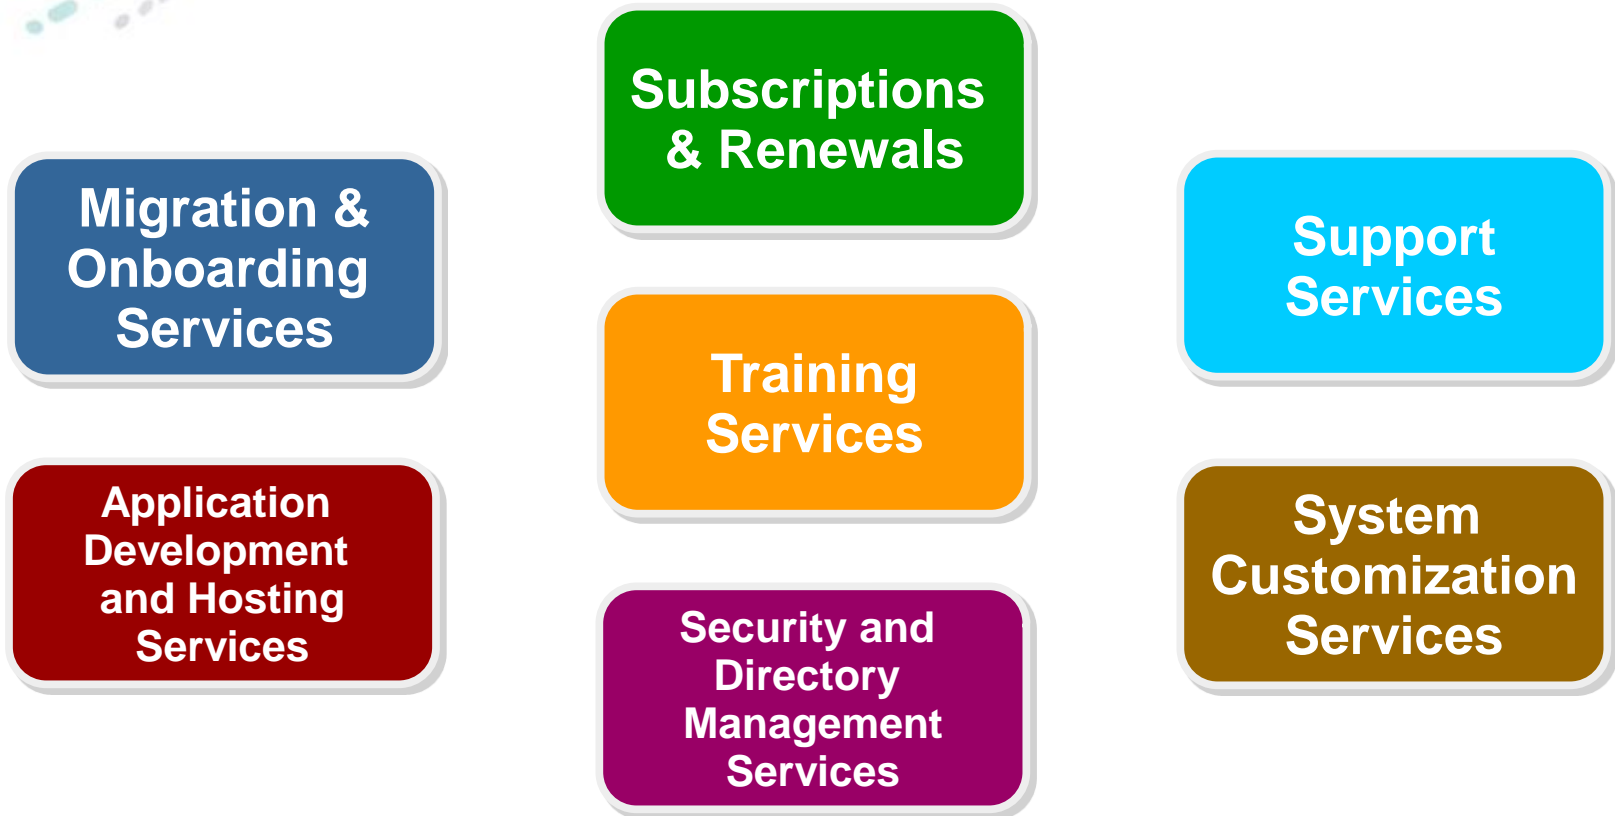 Subscriptions
& Renewals
Migration &
Onboarding
Services
Support
Services
Training
Services
Application
Development
and Hosting
Services
System
Customization
Services
Security and
Directory
Management
Services